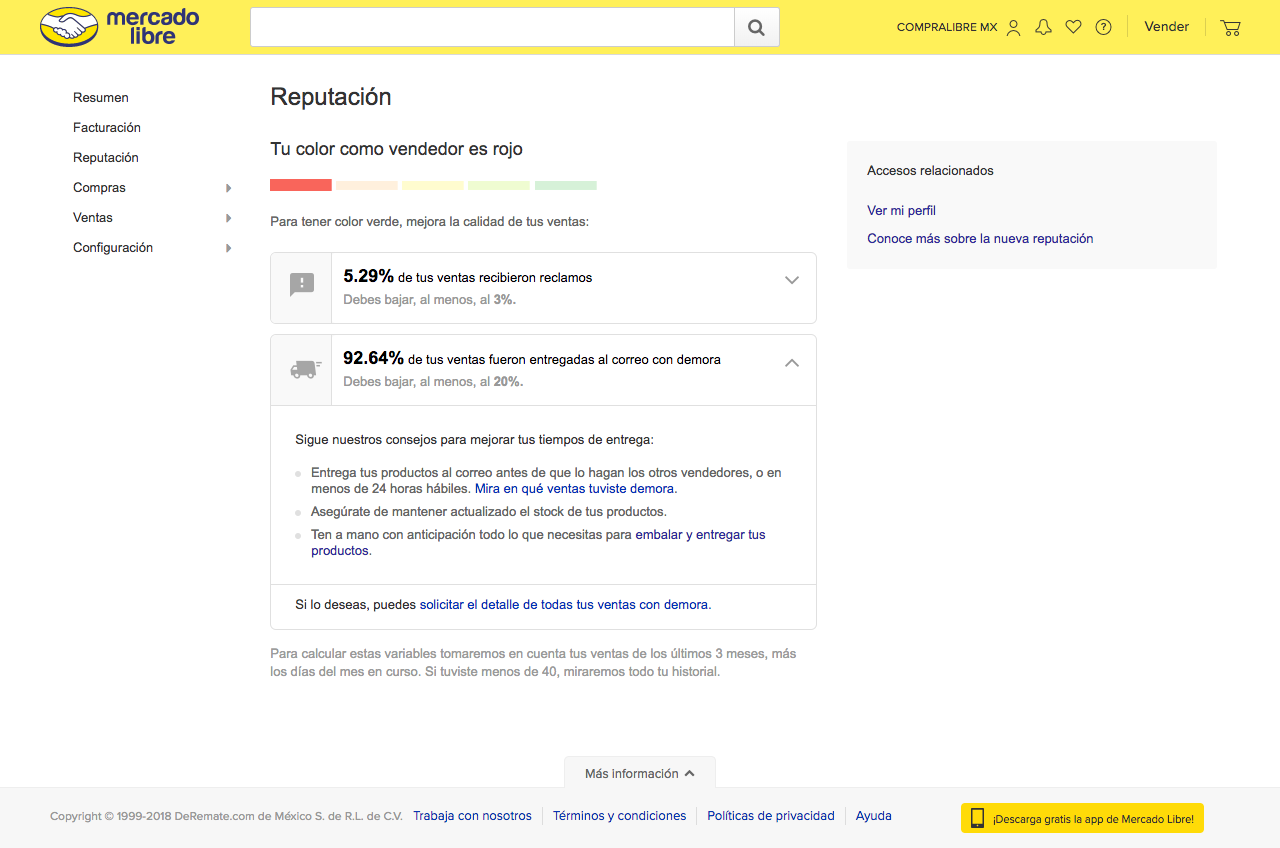 mercado
libre
COMPRALIBRE MX
Vender
Resumen
Facturación
Reputación
Compras
Ventas
Configuración
Reputación
Tu color como vendedor es rojo
Para tener color verde, mejora la calidad de tus ventas:
5.29% de tus ventas recibieron reclamos
Debes bajar, al menos, al 3%.
92.64% de tus ventas fueron entregadas al correo con demora
Debes bajar, al menos, al 20%.
Sigue nuestros consejos para mejorar tus tiempos de entrega:
Entrega tus productos al correo antes de que lo hagan los otros vendedores, o en
menos de 24 horas hábiles. Mira en qué ventas tuviste demora.
Asegúrate de mantener actualizado el stock de tus productos.
Ten a mano con anticipación todo lo que necesitas para embalar y entregar tus
productos.
Si lo deseas, puedes solicitar el detalle de todas tus ventas con demora.
Para calcular estas variables tomaremos en cuenta tus ventas de los últimos 3 meses, más
los días del mes en curso. Si tuviste menos de 40, miraremos todo tu historial.
Accesos relacionados
Ver mi perfil
Conoce más sobre la nueva reputación
Más información
Copyright © 1999-2018 DeRemate.com de México S. de R.L. de C.V.
Trabaja con nosotros
Términos y condiciones
Políticas de privacidad
Ayuda
¡Descarga gratis la app de Mercado Libre!